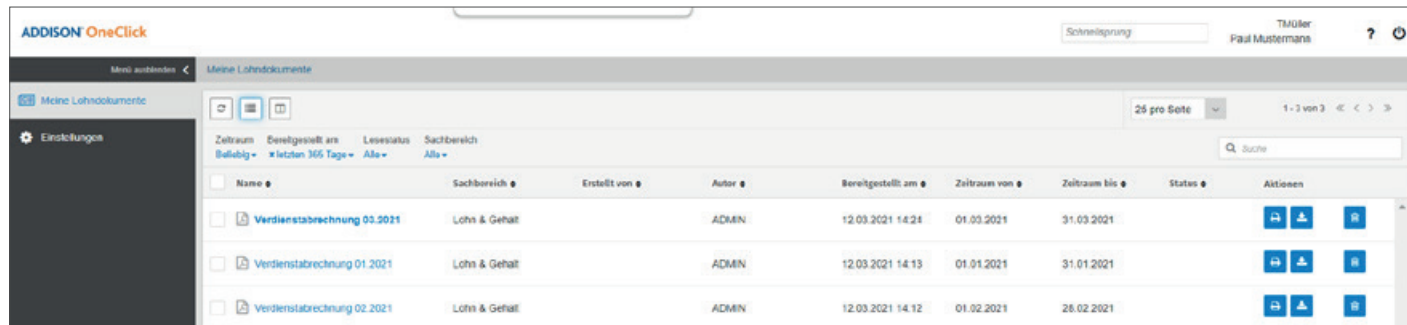 ADDISON OneClick
Schnellsprung
TMüller
Paul Mustermann
?
Menü ausblenden
Meine Lohndokumente
Meine Lohndokumente
25 pro Seite
1 - 3 von 3
Einstellungen
Zeitraum Bereitgestellt am Lesestatus Sachbereich
Beliebig letzten 365 Tage Alle Alle
Suche
Name Sachbereich Erstellt von Autor Bereitgestellt am Zeitraum von Zeitraum bis Status Aktionen
Verdienstabrechnung 03.2021 Lohn & Gehalt ADMIN 12.03.2021 14:24 01.03.2021 31.03.2021
Verdienstabrechnung 01.2021 Lohn & Gehalt ADMIN 12.03.2021 14:13 01.01.2021 31.01.2021
Verdienstabrechnung 02.2021 Lohn & Gehalt ADMIN 12.03.2021 14:12 01.02.2021 28.02.2021